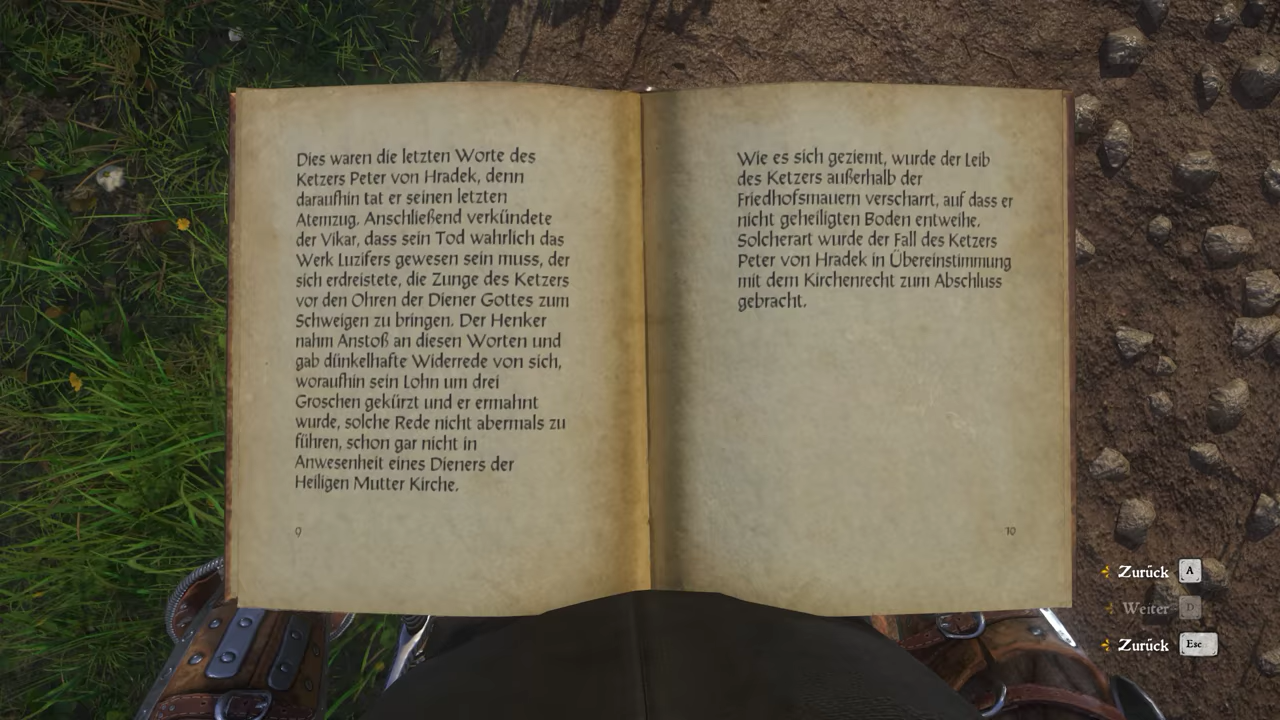 Dies waren die letzten Worte des
Ketzers Peter von Hradek, denn
daraufhin tat er seinen letzten
Atemzug. Anschließend verkündete
der Vikar, dass sein Tod wahrlich das
Werk Luzifers gewesen sein muss, der
sich erdreistete, die Zunge des Ketzers
vor den Ohren der Diener Gottes zum
Schweigen zu bringen. Der Henker
nahm Anstoß an diesen Worten und
gab dünkelhafte Widerrede von sich,
woraufhin sein Lohn um drei
Groschen gekürzt und er ermahnt
wurde, solche Rede nicht abermals zu
führen, schon gar nicht in
Anwesenheit eines Dieners der
Heiligen Mutter Kirche.
9
Wie es sich geziemt, wurde der Leib
des Ketzers außerhalb der
Friedhofsmauern verscharrt, auf dass er
nicht geheiligten Boden entweihe.
Solcherart wurde der Fall des Ketzers
Peter von Hradek in Übereinstimmung
mit dem Kirchenrecht zum Abschluss
gebracht.
10
Zurück A
Weiter D
Zurück Esc